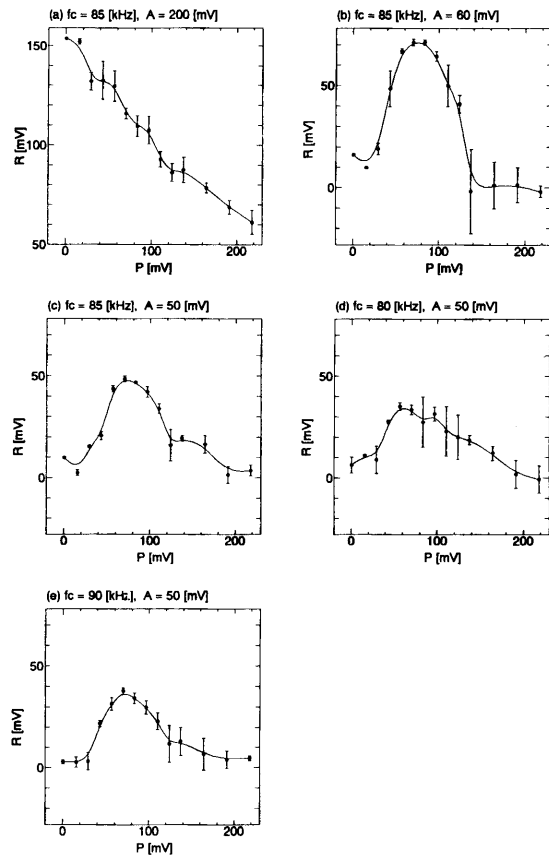 (a) fc = 85 [kHz], A = 200 [mV]
150
100
50
R [mV]
0
100
200
P [mV]
(b) fc = 85 [kHz], A = 60 [mV]
50
0
R [mV]
0
100
200
P [mV]
(c) fc = 85 [kHz], A = 50 [mV]
50
0
R [mV]
0
100
200
P [mV]
(d) fc = 80 [kHz], A = 50 [mV]
50
0
R [mV]
0
100
200
P [mV]
(e) fc = 90 [kHz.], A = 50 [mV]
50
0
R [mV]
0
100
200
P [mV]